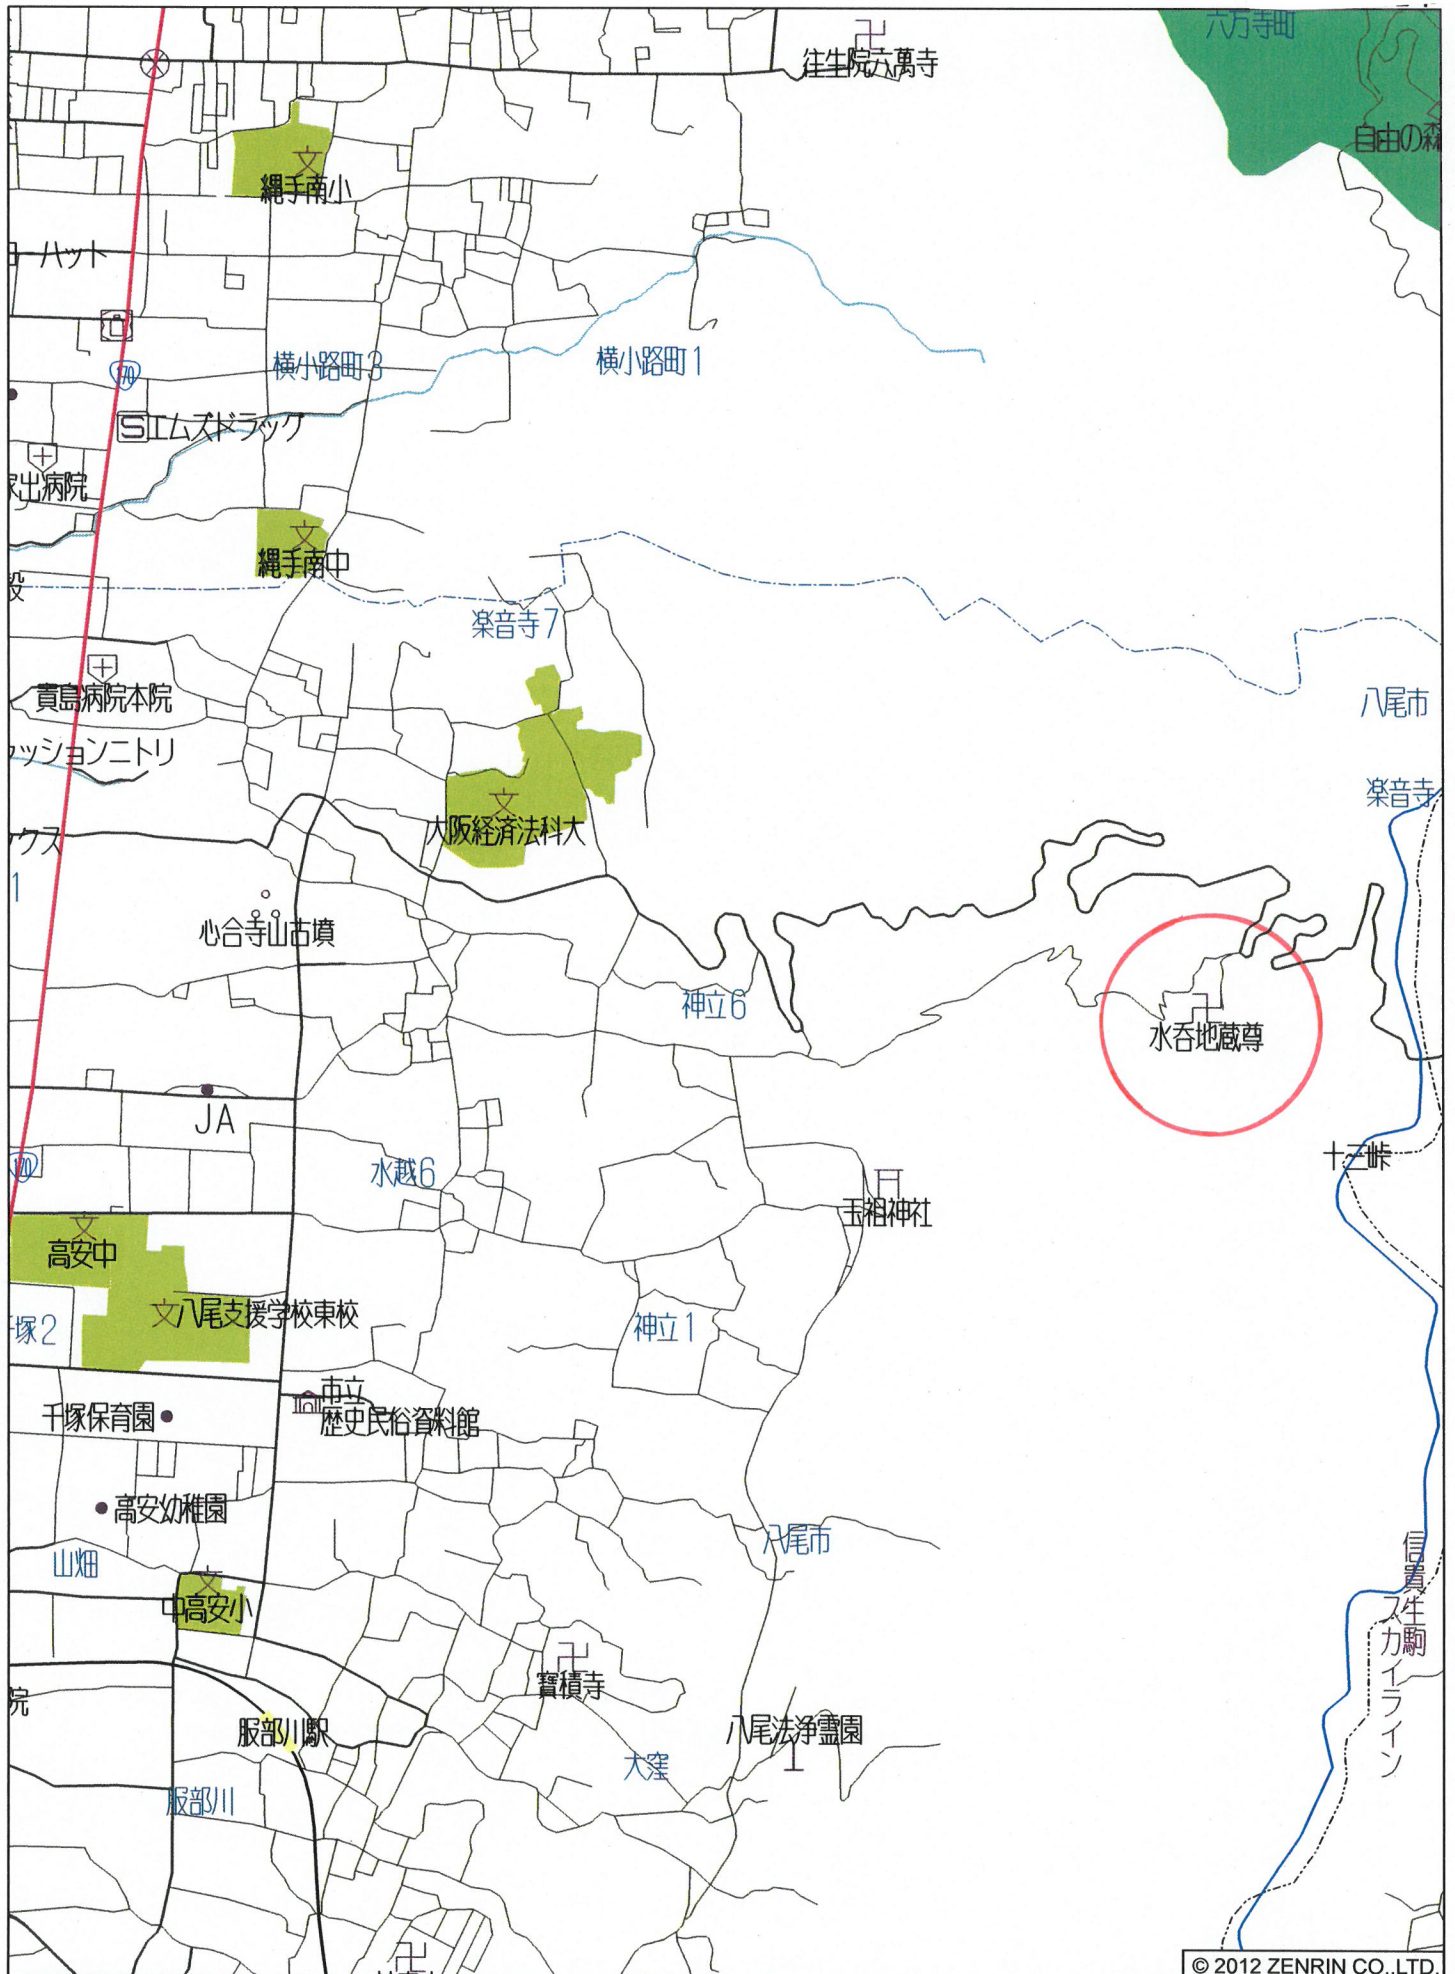 六万寺町
往生院六萬寺
自由の森
縄手南小
ーハット
横小路町3
横小路町1
170
エムズドラッグ
出病院
縄手南中
楽音寺7
貴島病院本院
八尾市
ッションニトリ
楽音寺
大阪経済法科大
クス
1
心合寺山古墳
神立6
水呑地蔵尊
JA
十三峠
水越6
170
玉祖神社
高安中
八尾支援学校東校
塚2
神立1
市立
歴史民俗資料館
千塚保育園
高安幼稚園
八尾市
山畑
信貴生駒
スカイライン
中高安小
寶積寺
院
服部川駅
八尾法浄霊園
大窪
服部川
© 2012 ZENRIN CO.,LTD.